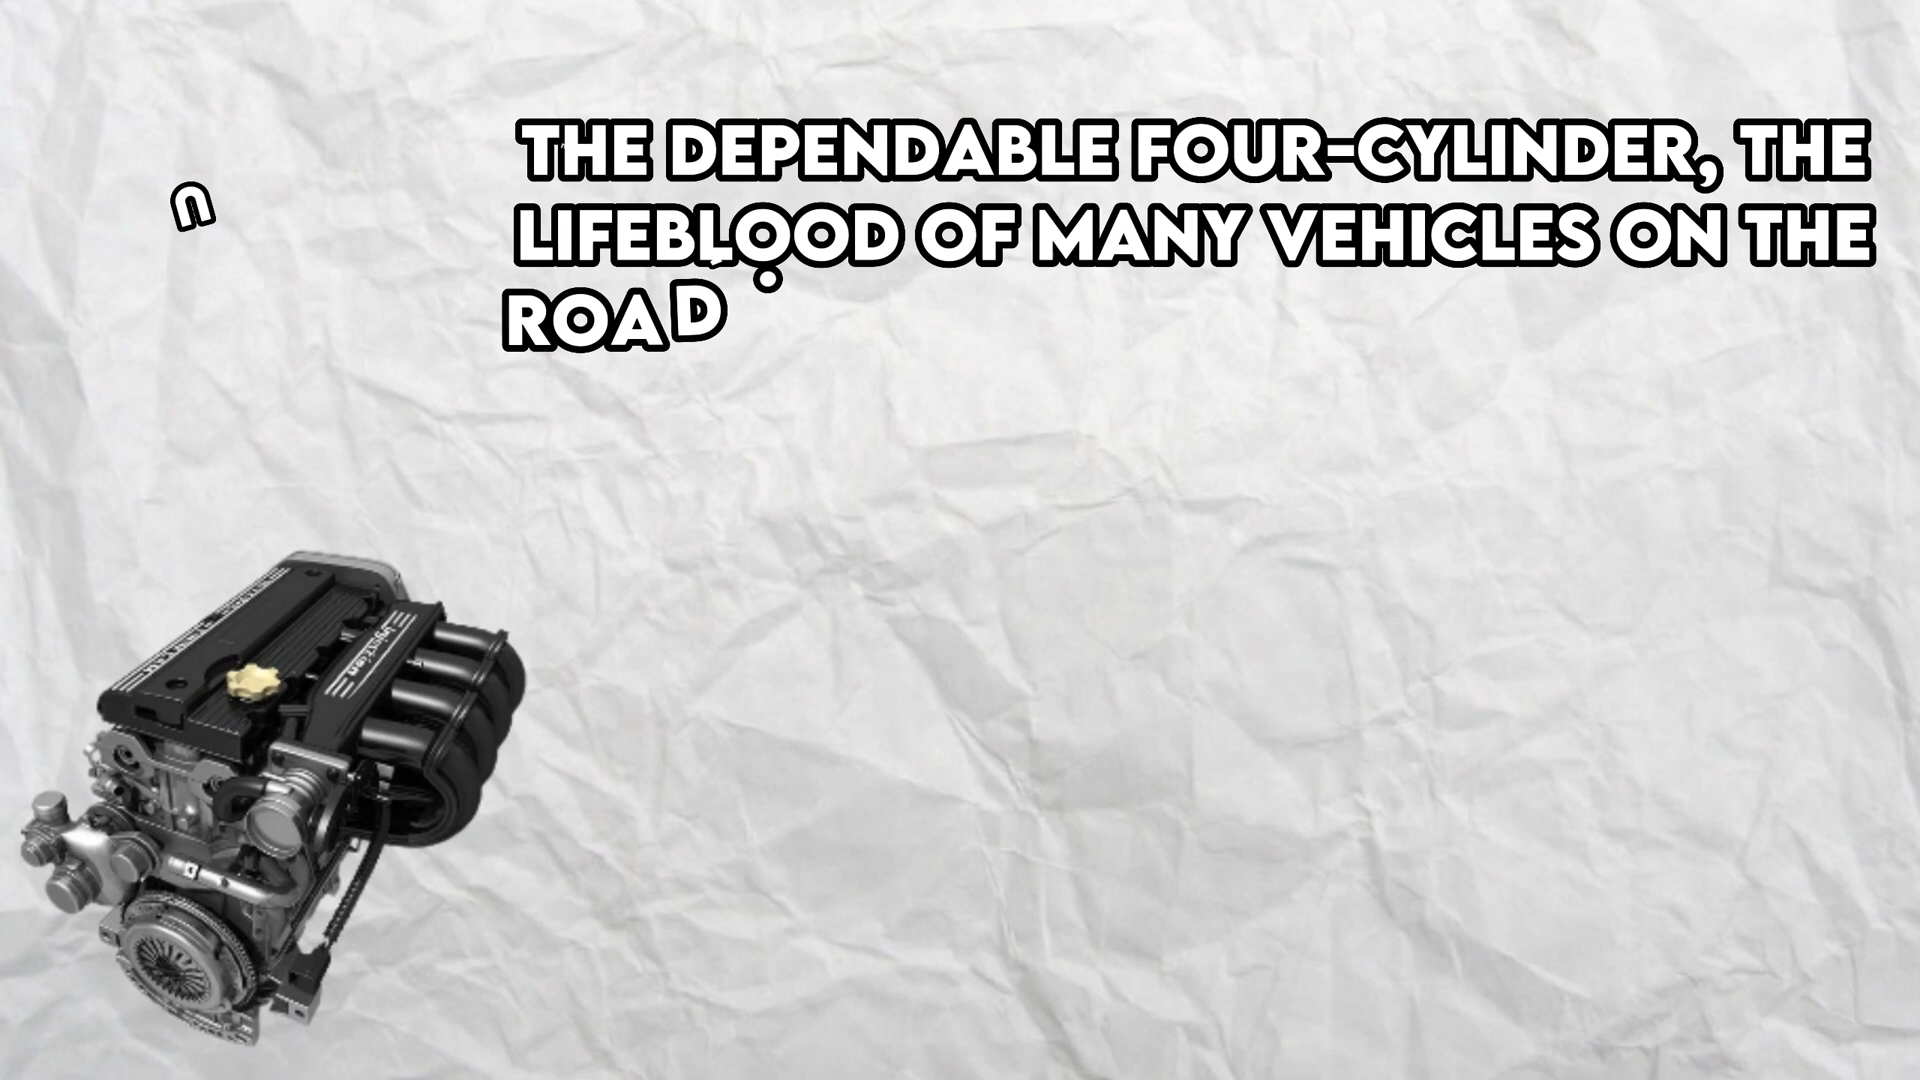 THE DEPENDABLE FOUR-CYLINDER, THE
LIFEBLOOD OF MANY VEHICLES ON THE
ROAD